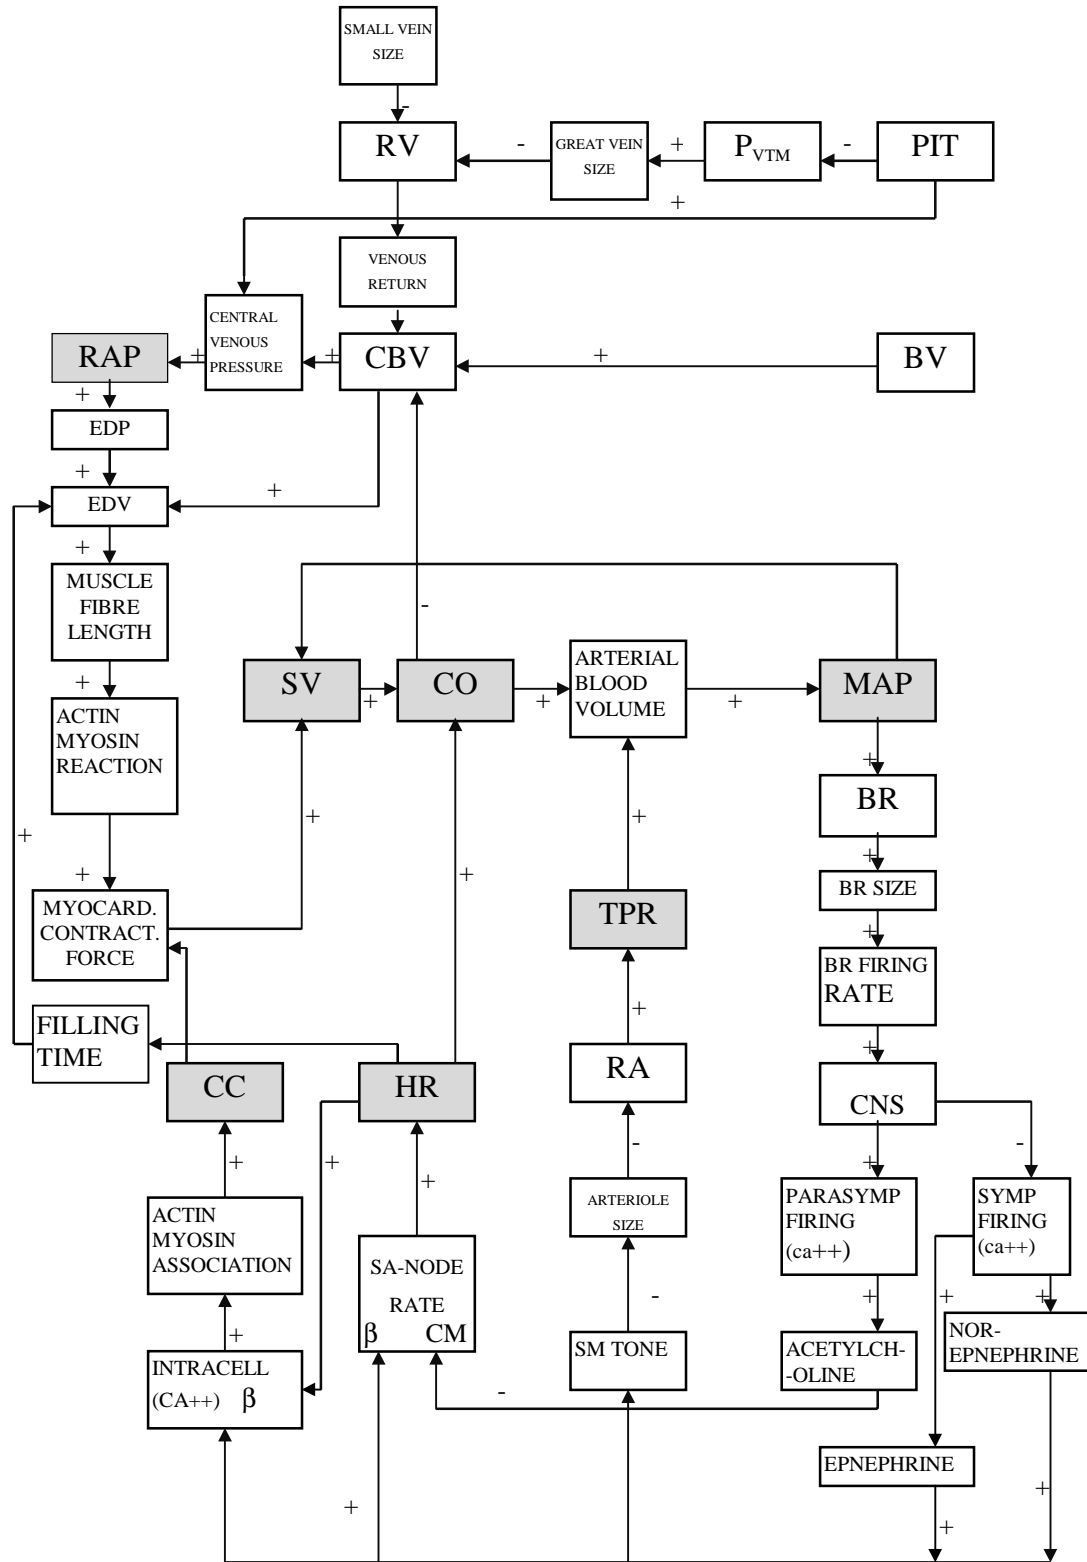 SMALL VEIN
SIZE
-
RV
-
GREAT VEIN
SIZE
+
PVTM
-
PIT
+
VENOUS
RETURN
CENTRAL
VENOUS
PRESSURE
RAP
+
+
CBV
+
BV
+
EDP
+
EDV
+
+
MUSCLE
FIBRE
LENGTH
-
+
SV
+
CO
+
ARTERIAL
BLOOD
VOLUME
+
MAP
ACTIN
MYOSIN
REACTION
+
BR
+
+
+
+
BR SIZE
+
+
MYOCARD.
CONTRACT.
FORCE
TPR
+
BR FIRING
RATE
FILLING
TIME
+
+
RA
CC
HR
CNS
+
+
+
-
+
-
ACTIN
MYOSIN
ASSOCIATION
ARTERIOLE
SIZE
PARASYMP
FIRING
(ca++)
SYMP
FIRING
(ca++)
SA-NODE
RATE
β CM
+
-
+
+
+
INTRACELL
(CA++) β
SM TONE
ACETYLCH-
-OLINE
NOR-
EPNEPHRINE
-
EPNEPHRINE
+
+
+